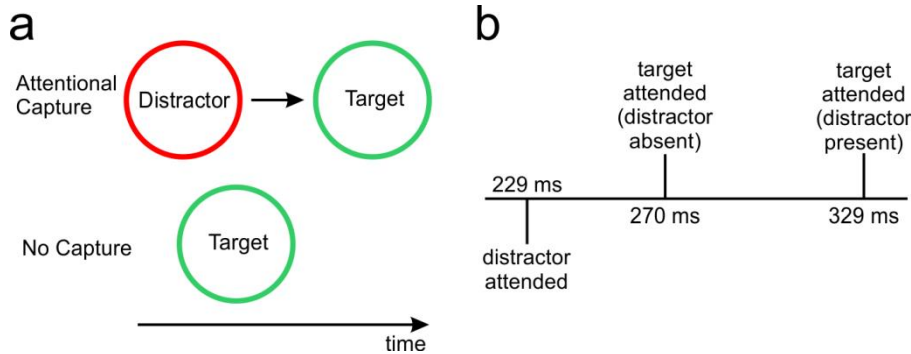 a
Attentional
Capture
Distractor
Target
No Capture
Target
time
b
target
attended
(distractor
absent)
target
attended
(distractor
present)
229 ms
270 ms
329 ms
distractor
attended